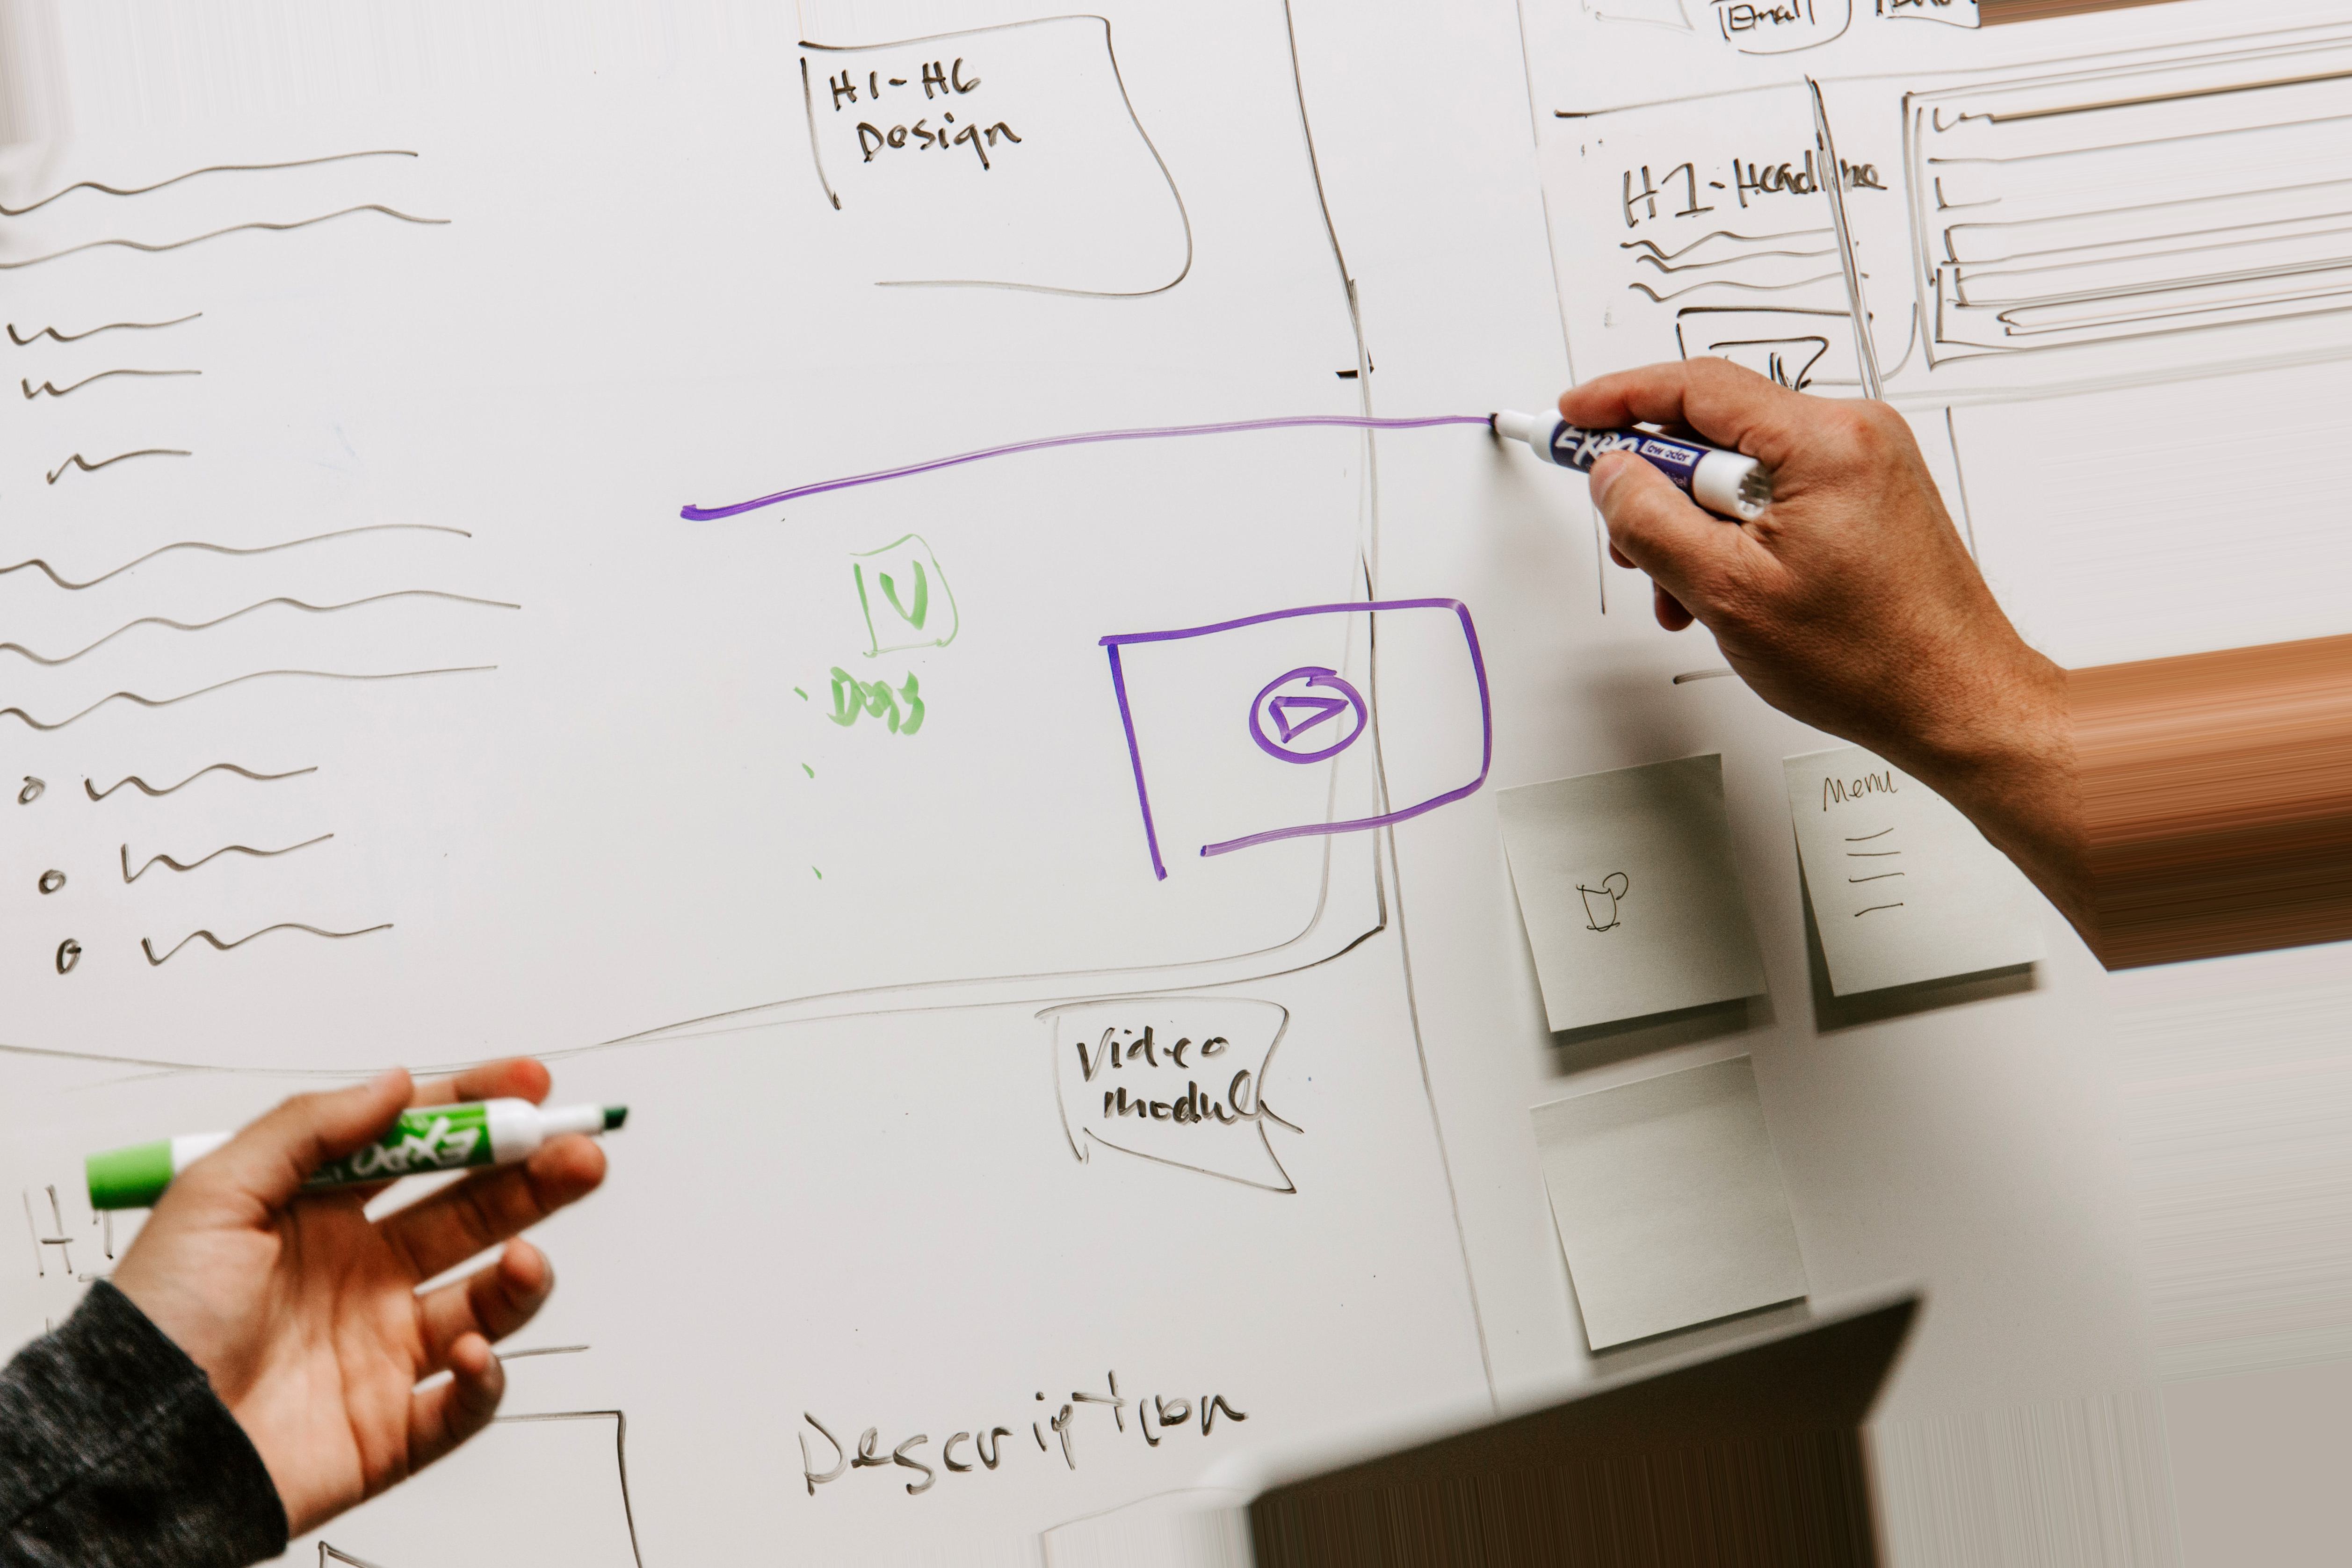 Email
H1-H6
Design
H1-Headline
EXPO
low odor
V
Dogs
Menu
Video
Module
EXPO
H1
Description